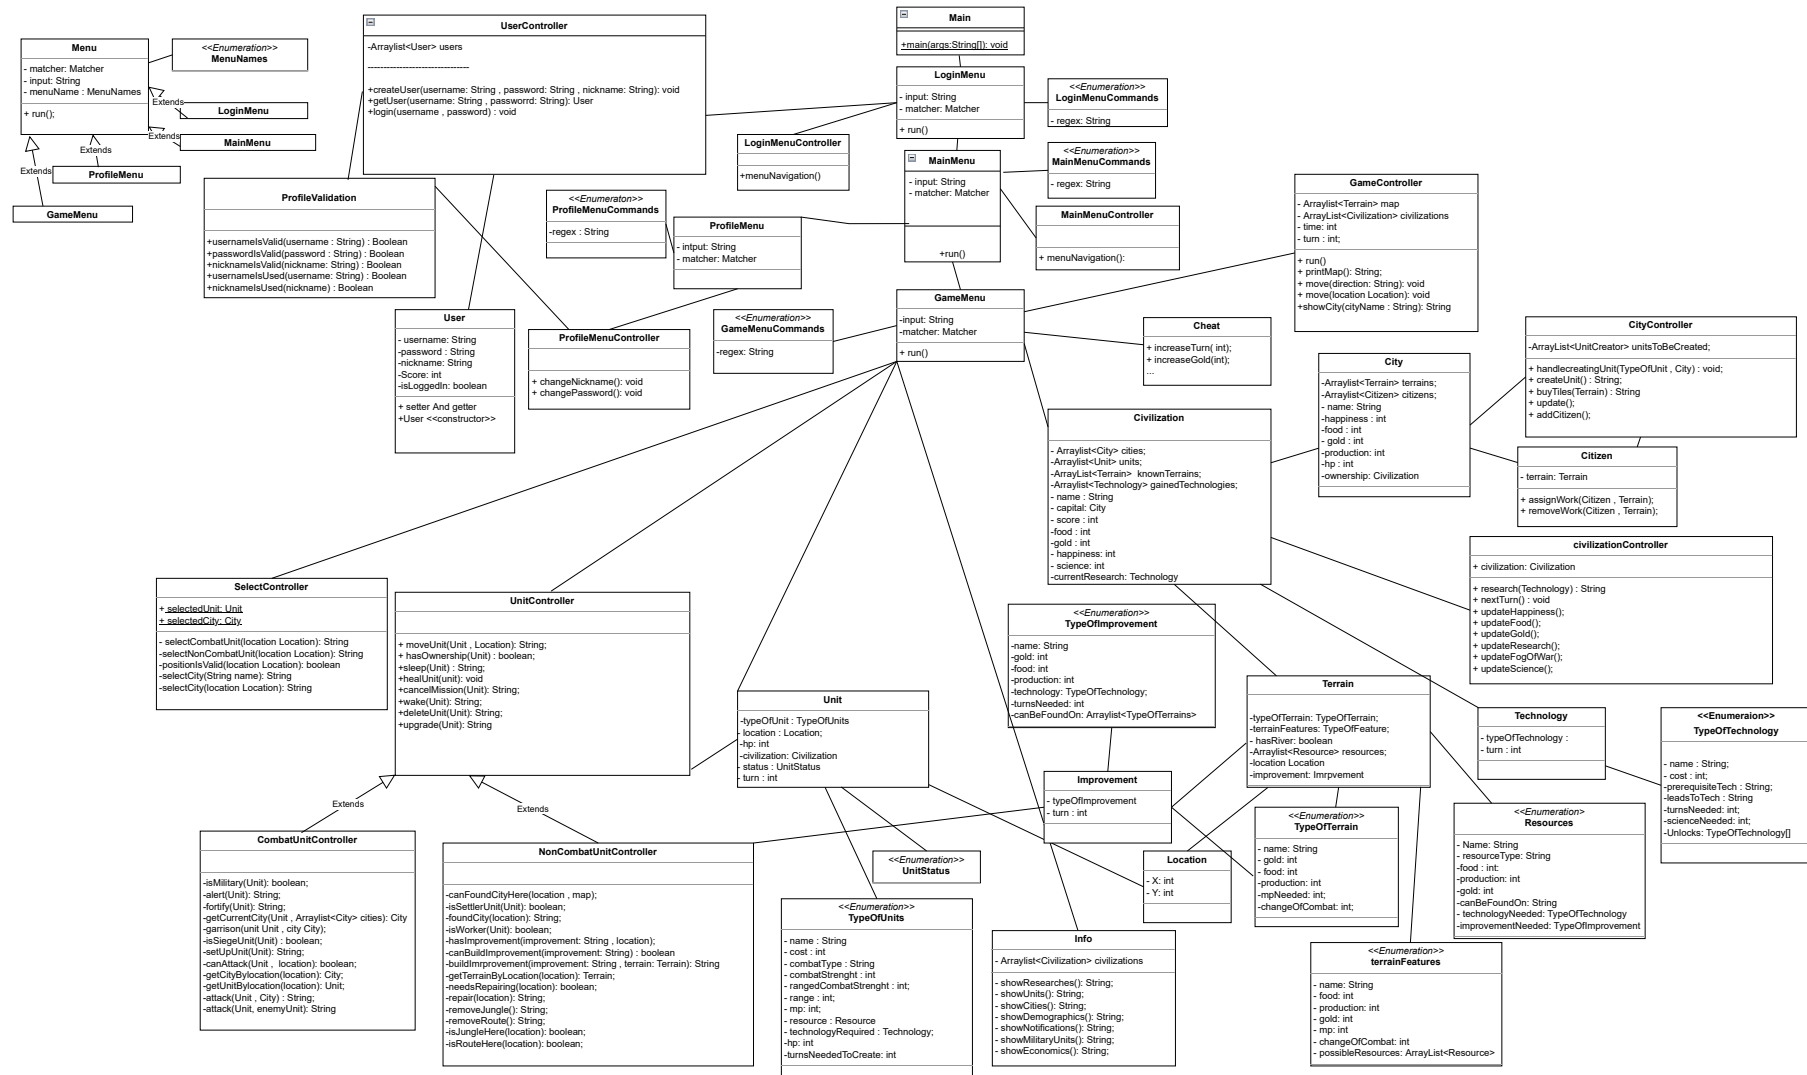 Menu
- matcher: Matcher
- input: String
- menuName : MenuNames
+ run();
<<Enumeration>>
MenuNames
Extends
LoginMenu
Extends
MainMenu
Extends
ProfileMenu
Extends
GameMenu
UserController
-Arraylist<User> users
--------------------------------
+createUser(username: String , password: String , nickname: String): void
+getUser(username: String , passworrd: String): User
+login(username , password) : void
Main
+main(args:String[]): void
LoginMenu
- input: String
- matcher: Matcher
+ run()
<<Enumeration>>
LoginMenuCommands
- regex: String
LoginMenuController
+menuNavigation()
MainMenu
- input: String
- matcher: Matcher
+run()
<<Enumeration>>
MainMenuCommands
- regex: String
MainMenuController
+ menuNavigation():
GameController
- Arraylist<Terrain> map
- ArrayList<Civilization> civilizations
- time: int
- turn : int;
+ run()
+ printMap(): String;
+ move(direction: String): void
+ move(location Location): void
+showCity(cityName : String): String
ProfileValidation
+usernameIsValid(username : String) : Boolean
+passwordIsValid(password : String) : Boolean
+nicknameIsValid(nickname: String) : Boolean
+usernameIsUsed(username: String) : Boolean
+nicknameIsUsed(nickname) : Boolean
<<Enumeraton>>
ProfileMenuCommands
-regex : String
ProfileMenu
- intput: String
- matcher: Matcher
User
- username: String
-password : String
-nickname: String
-Score: int
-isLoggedIn: boolean
+ setter And getter
+User <<constructor>>
ProfileMenuController
+ changeNickname(): void
+ changePassword(): void
<<Enumeration>>
GameMenuCommands
-regex: String
GameMenu
-input: String
-matcher: Matcher
+ run()
Cheat
+ increaseTurn( int);
+ increaseGold(int);
...
City
-Arraylist<Terrain> terrains;
-Arraylist<Citizen> citizens;
- name: String
-happiness : int
-food : int
- gold : int
-production: int
-hp : int
-ownership: Civilization
CityController
-ArrayList<UnitCreator> unitsToBeCreated;
+ handlecreatingUnit(TypeOfUnit , City) : void;
+ createUnit() : String;
+ buyTiles(Terrain) : String
+ update();
+ addCitizen();
Citizen
- terrain: Terrain
+ assignWork(Citizen , Terrain);
+ removeWork(Citizen , Terrain);
Civilization
- Arraylist<City> cities;
-Arraylist<Unit> units;
-ArrayList<Terrain>  knownTerrains;
-Arraylist<Technology> gainedTechnologies;
- name : String
- capital: City
- score : int
-food : int
-gold : int
- happiness: int
- science: int
-currentResearch: Technology
civilizationController
+ civilization: Civilization
+ research(Technology) : String
+ nextTurn() : void
+ updateHappiness();
+ updateFood();
+ updateGold();
+ updateResearch();
+ updateFogOfWar();
+ updateScience();
SelectController
+ selectedUnit: Unit
+ selectedCity: City
- selectCombatUnit(location Location): String
-selectNonCombatUnit(location Location): String
-positionIsValid(location Location): boolean
-selectCity(String name): String
-selectCity(location Location): String
UnitController
+ moveUnit(Unit , Location): String;
+ hasOwnership(Unit) : boolean;
+sleep(Unit) : String;
+healUnit(unit): void
+cancelMission(Unit): String;
+wake(Unit): String;
+deleteUnit(Unit): String;
+upgrade(Unit): String
Extends
Extends
<<Enumeration>>
TypeOfImprovement
-name: String
-gold: int
-food: int
-production: int
-technology: TypeOfTechnology;
-turnsNeeded: int
-canBeFoundOn: Arraylist<TypeOfTerrains>
Unit
-typeOfUnit : TypeOfUnits
- location : Location;
-hp: int
-civilization: Civilization
- status : UnitStatus
- turn : int
Terrain
-typeOfTerrain: TypeOfTerrain;
-terrainFeatures: TypeOfFeature;
- hasRiver: boolean
-Arraylist<Resource> resources;
-location Location
-improvement: Imrpvement
Technology
- typeOfTechnology :
- turn : int
<<Enumeraion>>
TypeOfTechnology
- name : String;
- cost : int;
-prerequisiteTech : String;
-leadsToTech : String
-turnsNeeded: int;
-scienceNeeded: int;
-Unlocks: TypeOfTechnology[]
Improvement
- typeOfImprovement
- turn : int
<<Enumeration>>
TypeOfTerrain
- name: String
- gold: int
- food: int
-production: int
-mpNeeded: int;
-changeOfCombat: int;
<<Enumeration>
Resources
- Name: String
- resourceType: String
-food : int:
-production: int
-gold: int
-canBeFoundOn: String
- technologyNeeded: TypeOfTechnology
-improvementNeeded: TypeOfImprovement
CombatUnitController
-isMilitary(Unit): boolean;
-alert(Unit): String;
-fortify(Unit): String;
-getCurrentCity(Unit , Arraylist<City> cities): City
-garrison(unit Unit , city City);
-isSiegeUnit(Unit) : boolean;
-setUpUnit(Unit): String;
-canAttack(Unit ,  location): boolean;
-getCityBylocation(location): City;
-getUnitBylocation(location): Unit;
-attack(Unit , City) : String;
-attack(Unit, enemyUnit): String
NonCombatUnitController
-canFoundCityHere(location , map);
-isSettlerUnit(Unit): boolean;
-foundCity(location): String;
-isWorker(Unit): boolean;
-hasImprovement(improvement: String , location);
-canBuildImprovement(improvement: String) : boolean
-buildImrprovement(improvement: String , terrain: Terrain): String
-getTerrainByLocation(location): Terrain;
-needsRepairing(location): boolean;
-repair(location): String;
-removeJungle(): String;
-removeRoute(): String;
-isJungleHere(location): boolean;
-isRouteHere(location): boolean;
<<Enumeration>>
UnitStatus
Location
- X: int
- Y: int
<<Enumeration>>
TypeOfUnits
- name : String
- cost : int
- combatType : String
- combatStrenght : int
- rangedCombatStrenght : int;
- range : int;
- mp: int;
- resource : Resource
- technologyRequired : Technology;
-hp: int
-turnsNeededToCreate: int
Info
- Arraylist<Civilization> civilizations
- showResearches(): String;
- showUnits(): String;
- showCities(): String;
- showDemographics(): String;
- showNotifications(): String;
- showMilitaryUnits(): String;
- showEconomics(): String;
<<Enumeration>>
terrainFeatures
- name: String
- food: int
- production: int
- gold: int
- mp: int
- changeOfCombat: int
- possibleResources: ArrayList<Resource>